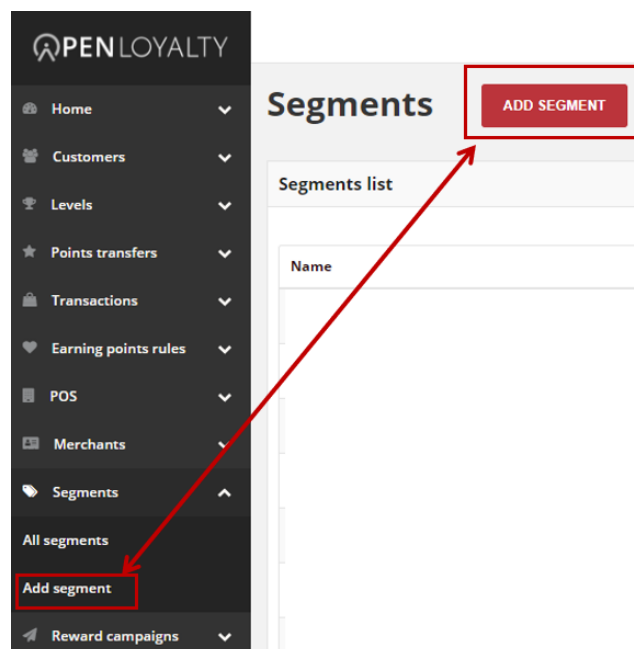 OPENLOYALTY
Home
Customers
Levels
Points transfers
Transactions
Earning points rules
POS
Merchants
Segments
All segments
Add segment
Reward campaigns
Segments
ADD SEGMENT
Segments list
Name